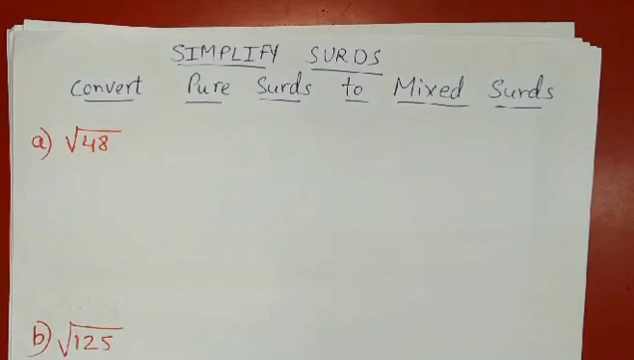 SIMPLIFY SURDS
Convert Pure Surds to Mixed Surds
a) √48
b) √125